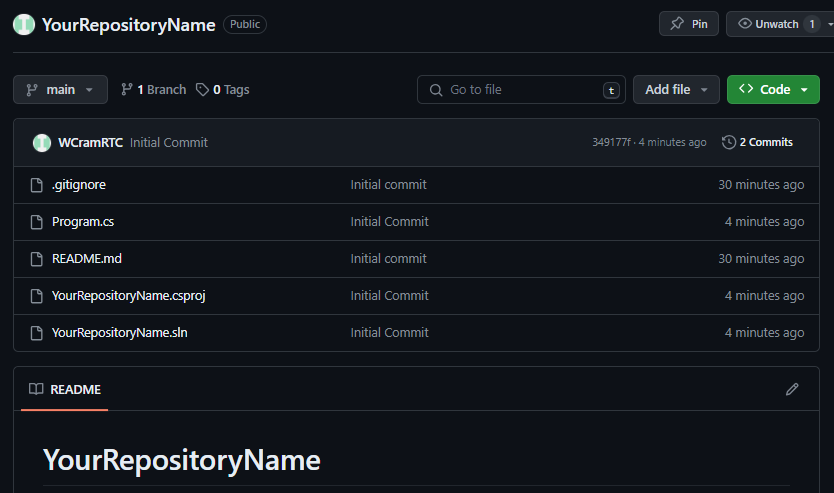 YourRepositoryName Public Pin Unwatch 1
main 1 Branch 0 Tags Go to file t Add file Code
WCramRTC Initial Commit 349177f · 4 minutes ago 2 Commits
.gitignore Initial commit 30 minutes ago
Program.cs Initial Commit 4 minutes ago
README.md Initial commit 30 minutes ago
YourRepositoryName.csproj Initial Commit 4 minutes ago
YourRepositoryName.sln Initial Commit 4 minutes ago
README
YourRepositoryName